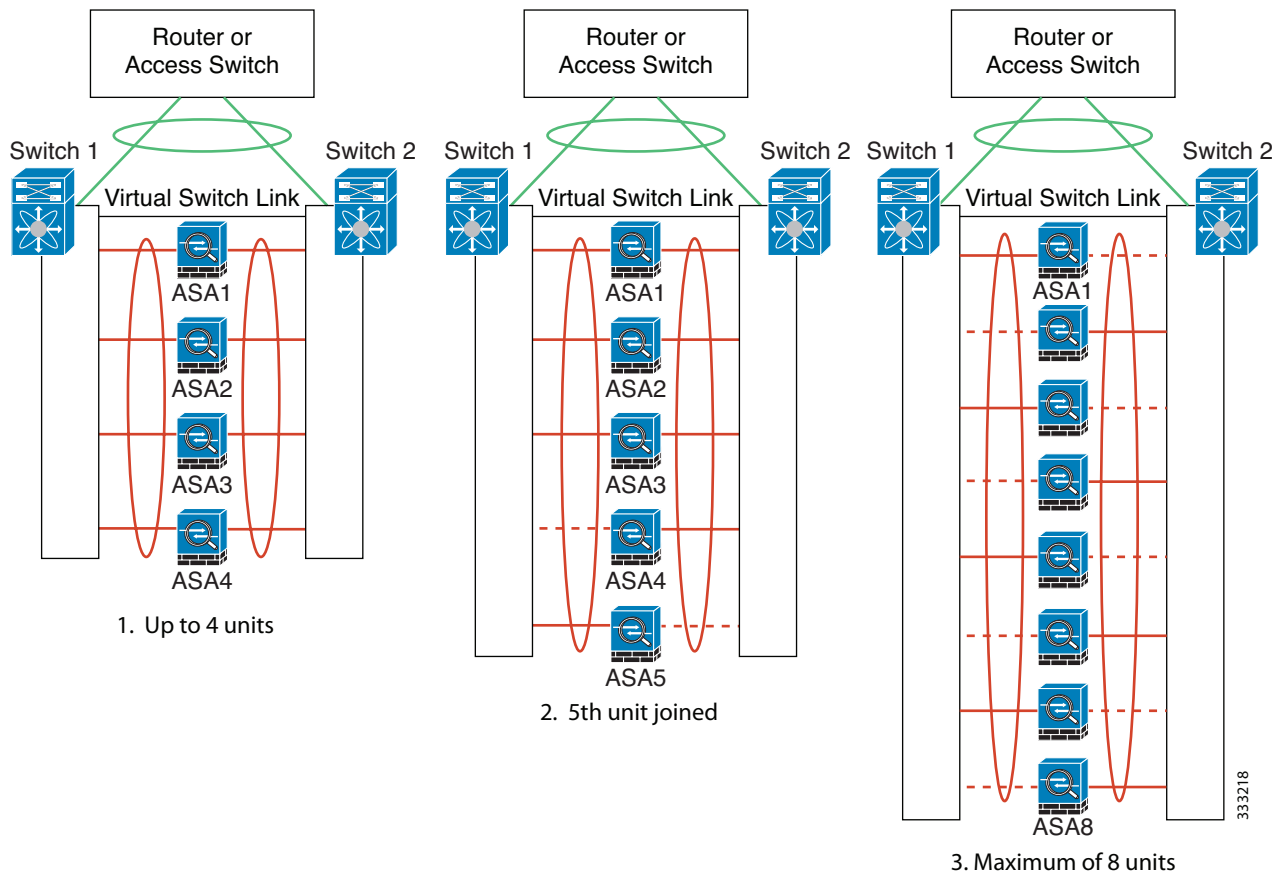 Router or
Access Switch
Switch 1
Switch 2
Virtual Switch Link
ASA1
ASA2
ASA3
ASA4
1. Up to 4 units
Router or
Access Switch
Switch 1
Switch 2
Virtual Switch Link
ASA1
ASA2
ASA3
ASA4
ASA5
2. 5th unit joined
Router or
Access Switch
Switch 1
Switch 2
Virtual Switch Link
ASA1
ASA8
333218
3. Maximum of 8 units